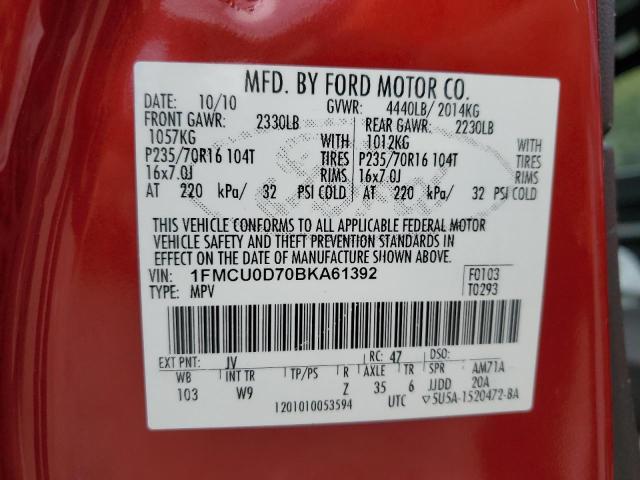 MFD. BY FORD MOTOR CO.
DATE: 10/10 GVWR: 4440LB/ 2014KG
FRONT GAWR: 2330LB REAR GAWR: 2230LB
1057KG WITH 1012KG WITH
P235/70R16 104T TIRES P235/70R16 104T TIRES
16x7.0J RIMS 16x7.0J RIMS
AT 220 kPa/ 32 PSI COLD AT 220 kPa/ 32 PSI COLD
THIS VEHICLE CONFORMS TO ALL APPLICABLE FEDERAL MOTOR
VEHICLE SAFETY AND THEFT PREVENTION STANDARDS IN
EFFECT ON THE DATE OF MANUFACTURE SHOWN ABOVE.
VIN: 1FMCU0D70BKA61392 F0103
TYPE: MPV T0293
EXT PNT: JV RC: 47 DSO:
WB INT TR TP/PS R AXLE TR SPR AM71A
103 W9 Z 35 6 JJDD 20A
1201010053594 UTC 5U5A-1520472-BA